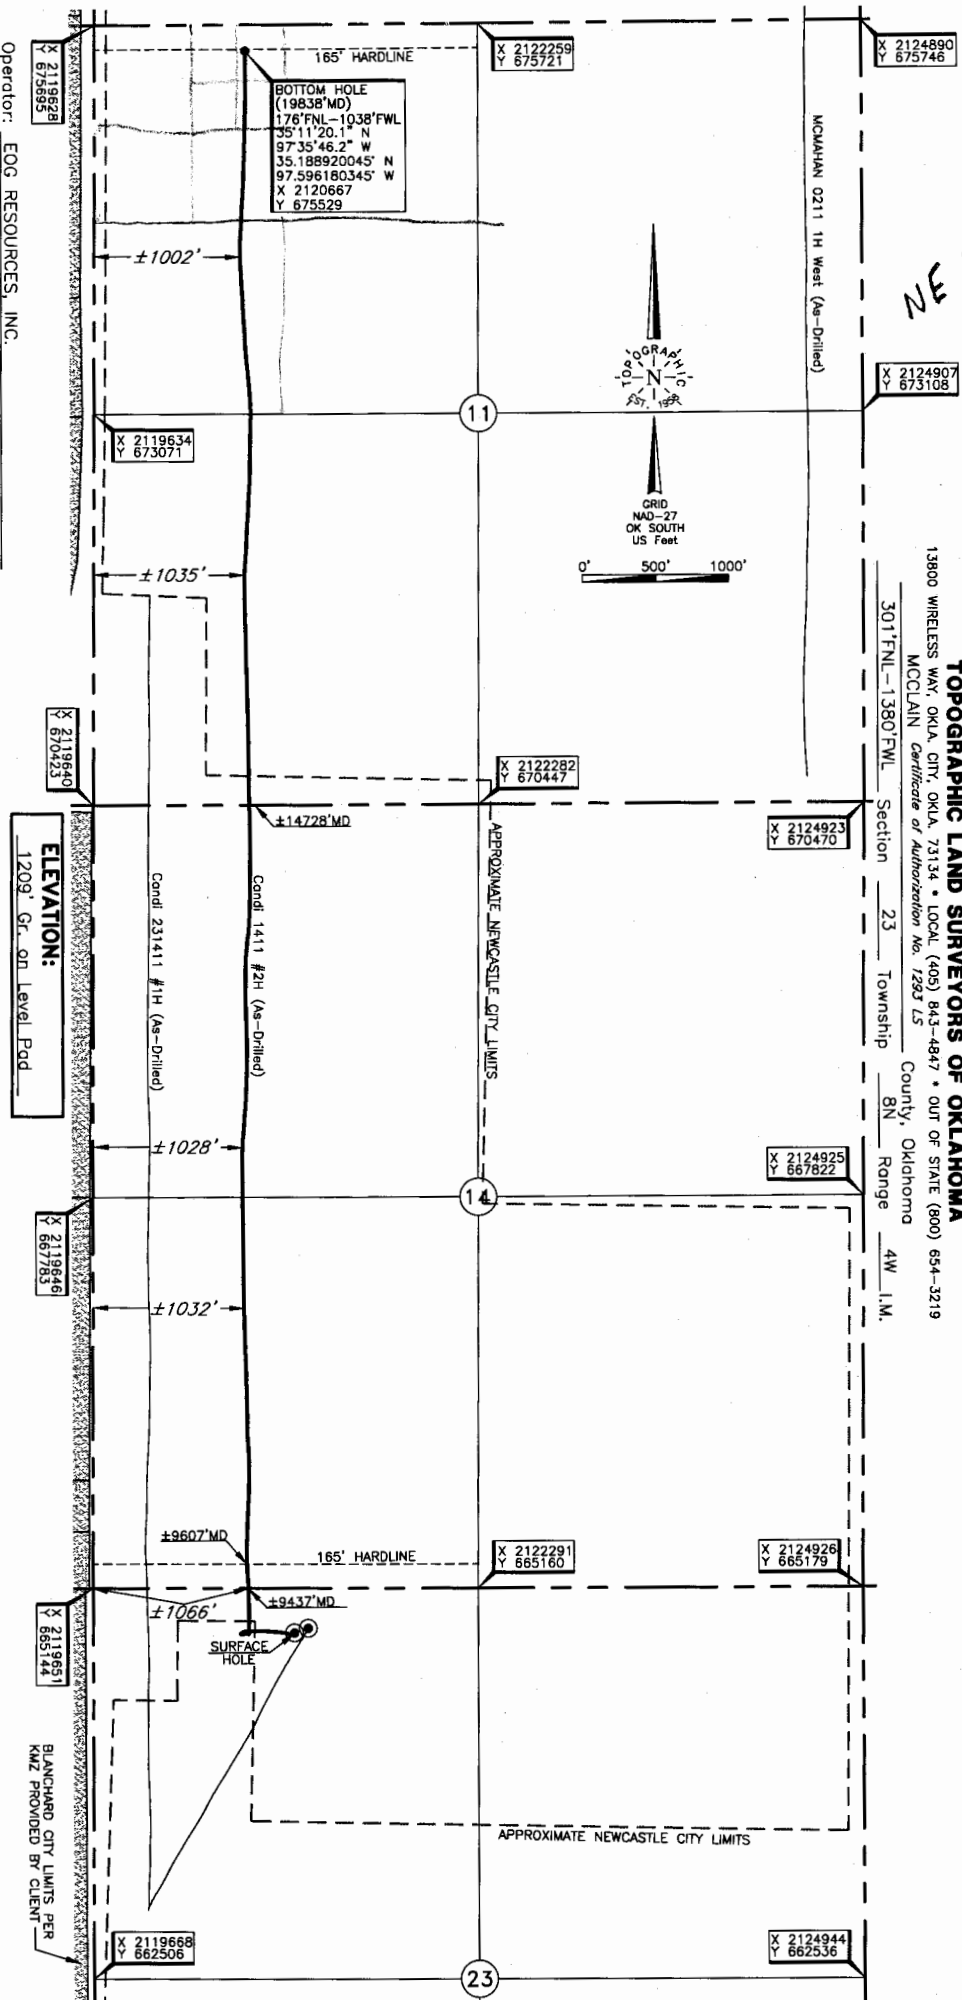 TOPOGRAPHIC LAND SURVEYORS OF OKLAHOMA
13800 WIRELESS WAY, OKLA. CITY, OKLA. 73134 * LOCAL (405) 843-4847 * OUT OF STATE (800) 654-3219
Certificate of Authorization No. 1293 LS
MCCLAIN County, Oklahoma
301'FNL-1380'FWL Section 23 Township 8N Range 4W I.M.
X 2119628
Y 675695
165' HARDLINE
X 2122259
Y 675721
X 2124890
Y 675746
BOTTOM HOLE
(19838'MD)
176'FNL-1038'FWL
35°11'20.1" N
97°35'46.2" W
35.188920045° N
97.596180345° W
X 2120667
Y 675529
MCMAHAN 0211 1H West (As-Drilled)
NE
±1002'
TOPOGRAPHIC
N
EST. 1958
X 2124907
Y 673108
11
X 2119634
Y 673071
GRID
NAD-27
OK SOUTH
US Feet
0' 500' 1000'
±1035'
Operator: EOG RESOURCES, INC.
X 2119640
Y 670423
X 2122282
Y 670447
±14728'MD
X 2124923
Y 670470
APPROXIMATE NEWCASTLE CITY LIMITS
Candi 1411 #2H (As-Drilled)
Candi 231411 #1H (As-Drilled)
ELEVATION:
1209' Gr. on Level Pad
±1028'
X 2124925
Y 667822
14
X 2119646
Y 667783
±1032'
±9607'MD
165' HARDLINE
X 2122291
Y 665160
X 2124926
Y 665179
±9437'MD
±1066'
X 2119651
Y 665144
SURFACE
HOLE
APPROXIMATE NEWCASTLE CITY LIMITS
BLANCHARD CITY LIMITS PER
KMZ PROVIDED BY CLIENT
X 2119668
Y 662506
X 2124944
Y 662536
23